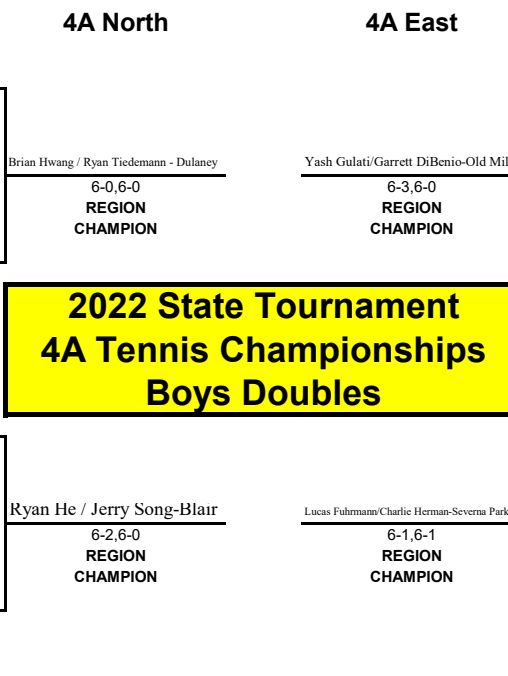 4A North
4A East
Brian Hwang / Ryan Tiedemann - Dulaney
Yash Gulati/Garrett DiBenio-Old Mil
6-0,6-0
6-3,6-0
REGION
REGION
CHAMPION
CHAMPION
2022 State Tournament
4A Tennis Championships
Boys Doubles
Ryan He / Jerry Song-Blair
Lucas Fuhrmann/Charlie Herman-Severna Park
6-2,6-0
6-1,6-1
REGION
REGION
CHAMPION
CHAMPION